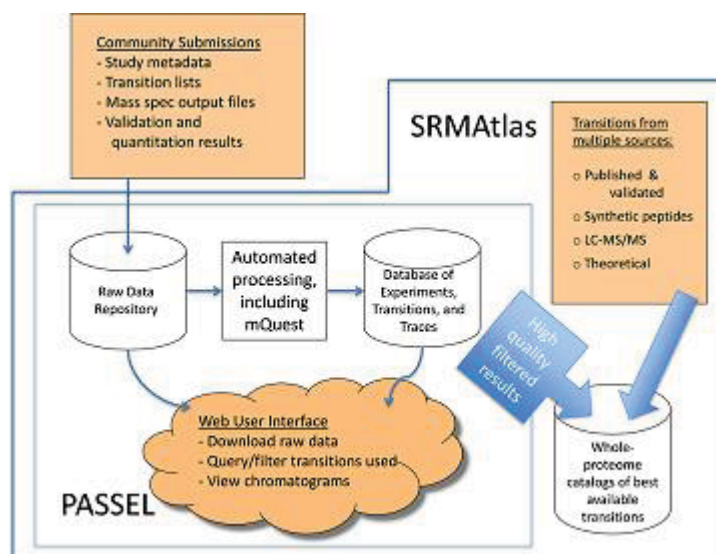 Community Submissions
- Study metadata
- Transition lists
- Mass spec output files
- Validation and
quantitation results
SRMAtlas
Transitions from
multiple sources:
o Published &
validated
o Synthetic peptides
o LC-MS/MS
o Theoretical
Raw Data
Repository
Automated
processing,
including
mQuest
Database of
Experiments,
Transitions, and
Traces
High
quality
filtered
results
Web User Interface
- Download raw data
- Query/filter transitions used
- View chromatograms
PASSEL
Whole-
proteome
catalogs of best
available
transitions